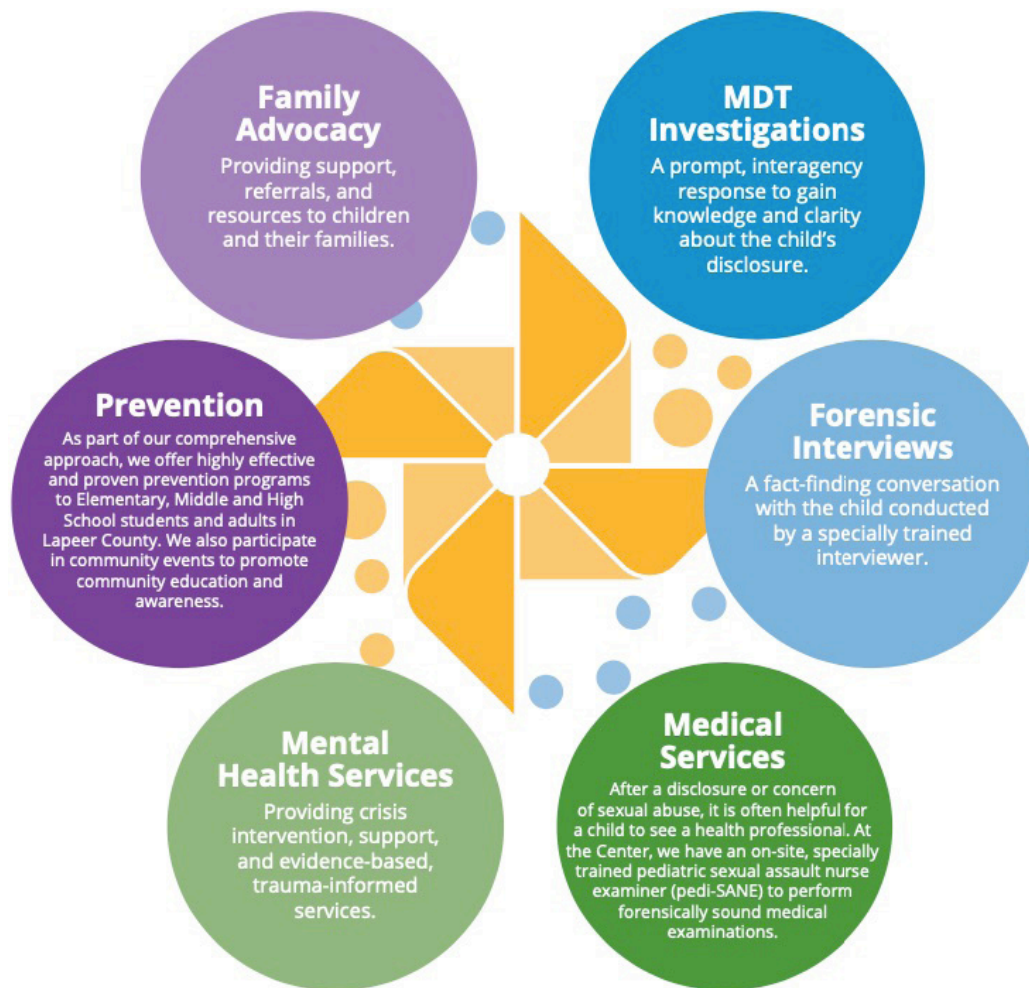 Family
Advocacy
Providing support,
referrals, and
resources to children
and their families.
MDT
Investigations
A prompt, interagency
response to gain
knowledge and clarity
about the child's
disclosure.
Prevention
As part of our comprehensive
approach, we offer highly effective
and proven prevention programs
to Elementary, Middle and High
School students and adults in
Lapeer County. We also participate
in community events to promote
community education and
awareness.
Forensic
Interviews
A fact-finding conversation
with the child conducted
by a specially trained
interviewer.
Mental
Health Services
Providing crisis
intervention, support,
and evidence-based,
trauma-informed
services.
Medical
Services
After a disclosure or concern
of sexual abuse, it is often helpful for
a child to see a health professional. At
the Center, we have an on-site, specially
trained pediatric sexual assault nurse
examiner (pedi-SANE) to perform
forensically sound medical
examinations.